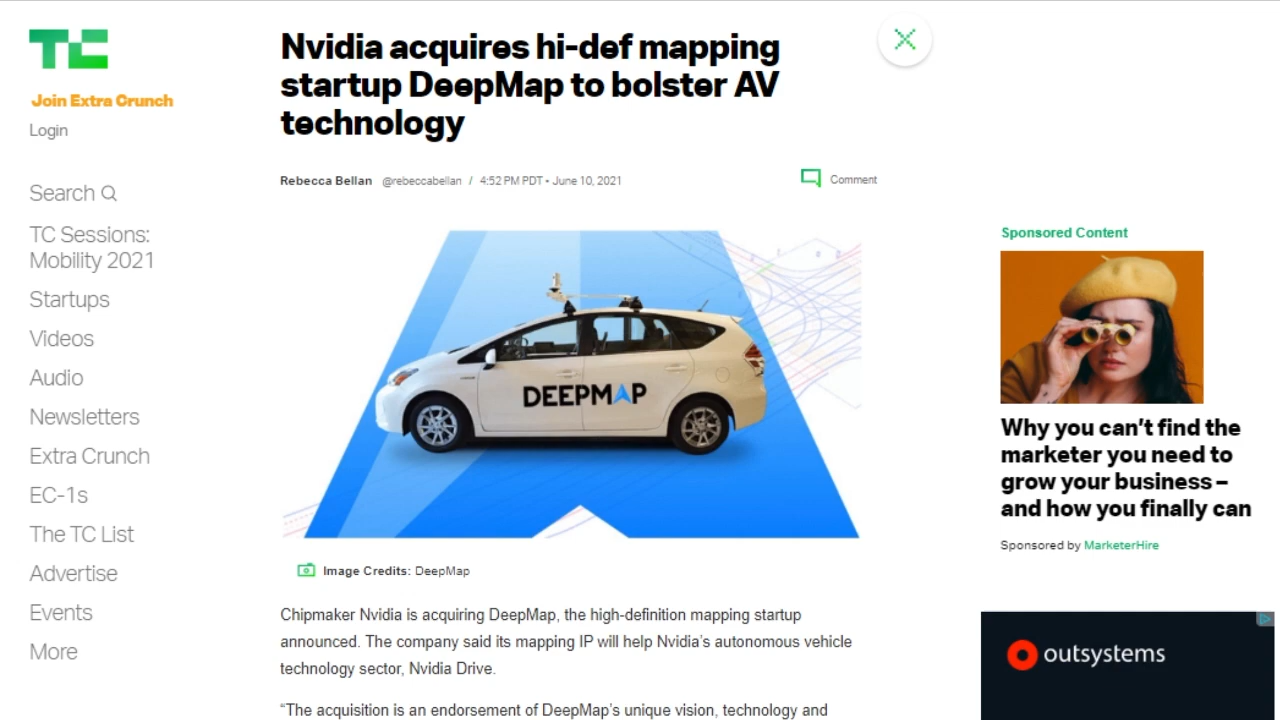 TC
Join Extra Crunch
Login
Search
TC Sessions:
Mobility 2021
Startups
Videos
Audio
Newsletters
Extra Crunch
EC-1s
The TC List
Advertise
Events
More
Nvidia acquires hi-def mapping
startup DeepMap to bolster AV
technology
Rebecca Bellan @rebeccabellan / 4:52 PM PDT • June 10, 2021
Comment
DEEPMAP
Image Credits: DeepMap
Chipmaker Nvidia is acquiring DeepMap, the high-definition mapping startup
announced. The company said its mapping IP will help Nvidia’s autonomous vehicle
technology sector, Nvidia Drive.
“The acquisition is an endorsement of DeepMap’s unique vision, technology and
Sponsored Content
Why you can’t find the
marketer you need to
grow your business –
and how you finally can
Sponsored by MarketerHire
outsystems